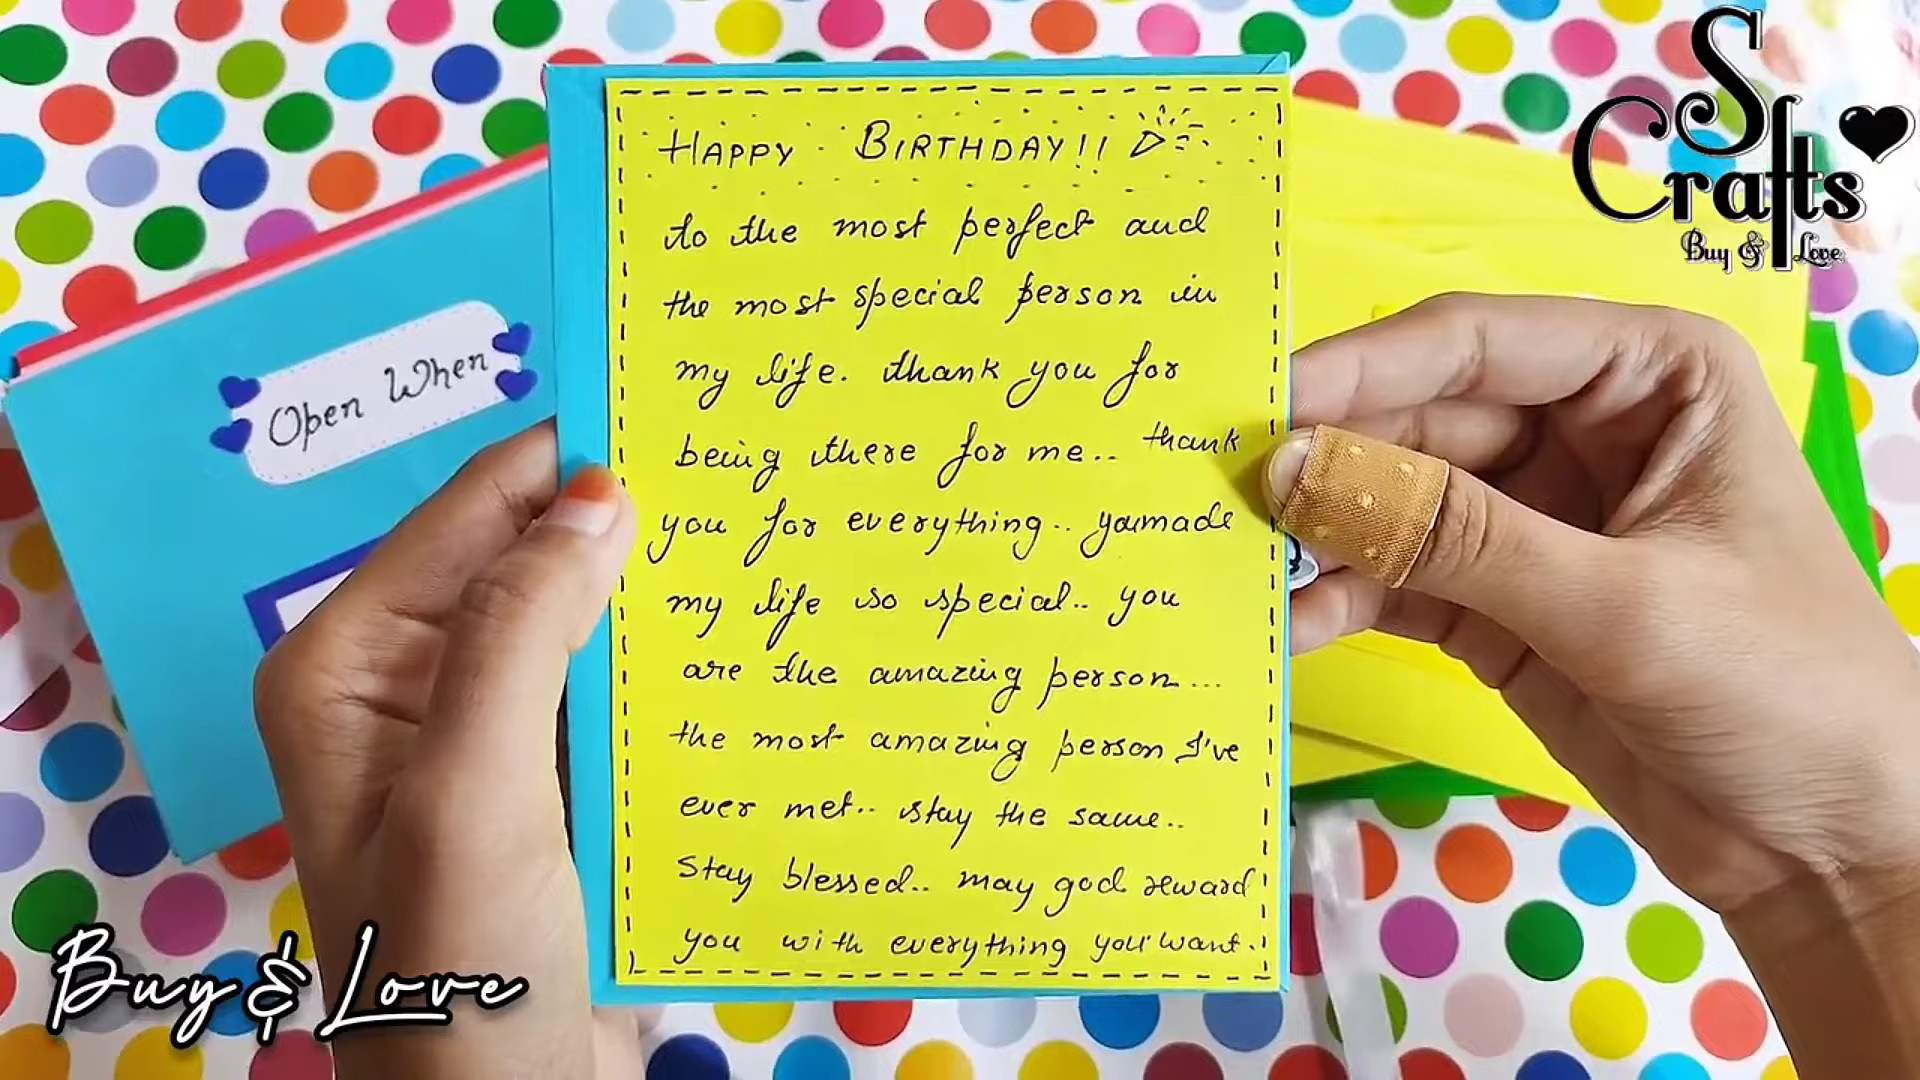 HAPPY BIRTHDAY!!
to the most perfect and
the most special person in
my life. thank you for
being there for me.. thank
you for everything.. you made
my life so special.. you
are the amazing person...
the most amazing person I've
ever met.. stay the same..
Stay blessed.. may god reward
you with everything you want.
Open When
S Crafts
Buy & Love
Buy & Love